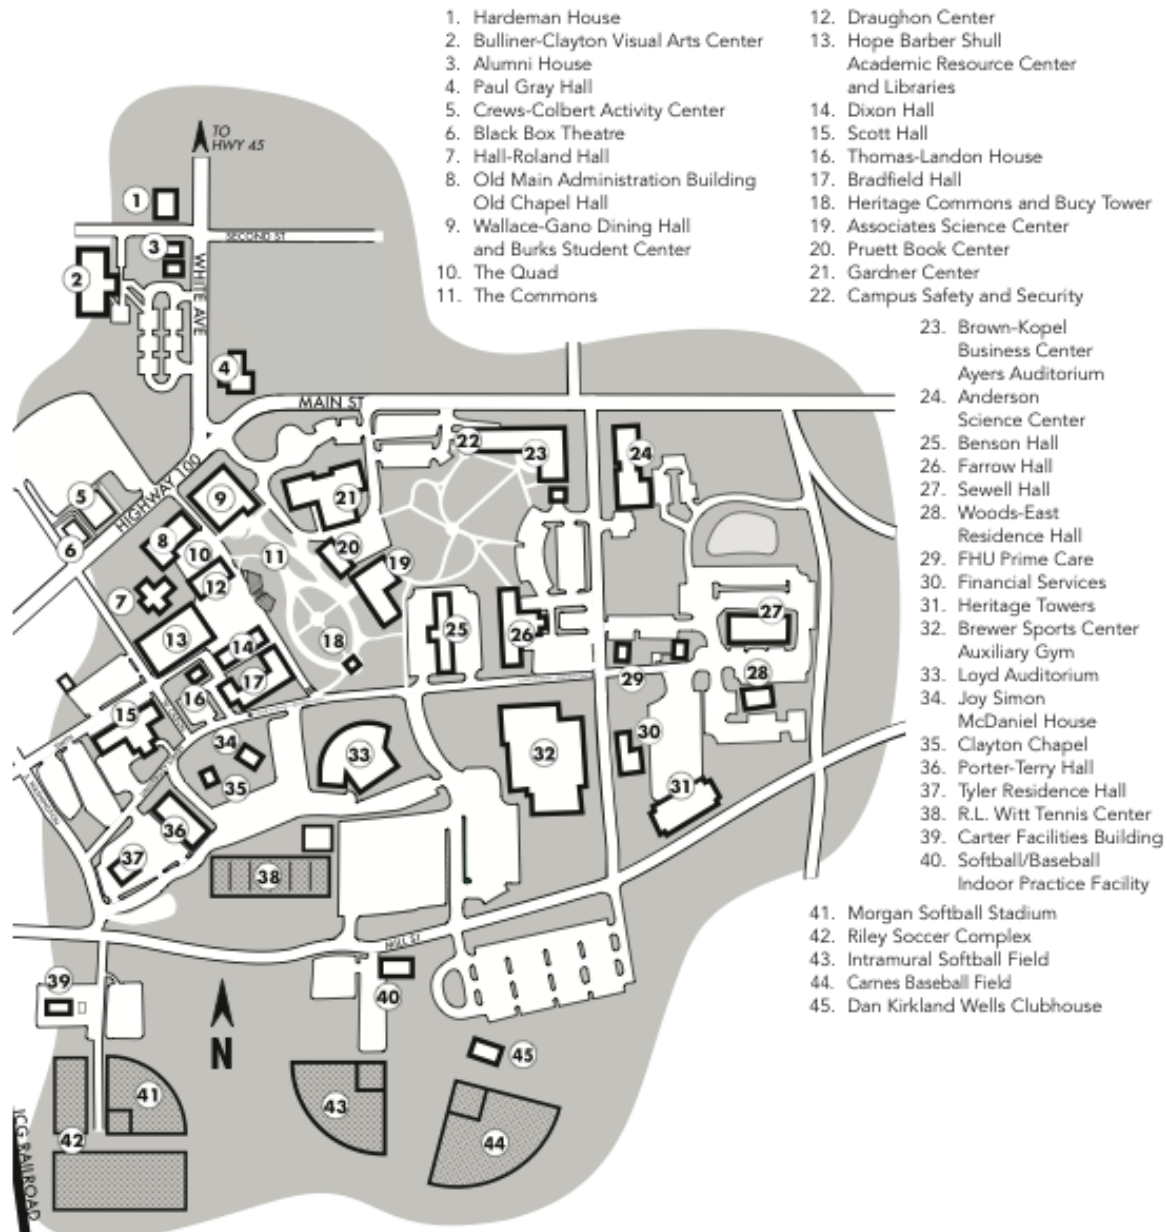 1. Hardeman House
2. Bulliner-Clayton Visual Arts Center
3. Alumni House
4. Paul Gray Hall
5. Crews-Colbert Activity Center
6. Black Box Theatre
7. Hall-Roland Hall
8. Old Main Administration Building
Old Chapel Hall
9. Wallace-Gano Dining Hall
and Burks Student Center
10. The Quad
11. The Commons
12. Draughon Center
13. Hope Barber Shull
Academic Resource Center
and Libraries
14. Dixon Hall
15. Scott Hall
16. Thomas-Landon House
17. Bradfield Hall
18. Heritage Commons and Bucy Tower
19. Associates Science Center
20. Pruett Book Center
21. Gardner Center
22. Campus Safety and Security
23. Brown-Kopel
Business Center
Ayers Auditorium
24. Anderson
Science Center
25. Benson Hall
26. Farrow Hall
27. Sewell Hall
28. Woods-East
Residence Hall
29. FHU Prime Care
30. Financial Services
31. Heritage Towers
32. Brewer Sports Center
Auxiliary Gym
33. Loyd Auditorium
34. Joy Simon
McDaniel House
35. Clayton Chapel
36. Porter-Terry Hall
37. Tyler Residence Hall
38. R.L. Witt Tennis Center
39. Carter Facilities Building
40. Softball/Baseball
Indoor Practice Facility
41. Morgan Softball Stadium
42. Riley Soccer Complex
43. Intramural Softball Field
44. Carnes Baseball Field
45. Dan Kirkland Wells Clubhouse
TO
HWY 45
1
SECOND ST
3
2
WHITE AVE
4
MAIN ST
22
23
24
HIGHWAY 100
5
9
21
6
8
10
11
20
19
7
12
27
13
18
25
26
14
17
16
29
28
15
34
33
32
30
35
31
36
37
38
MILL ST
39
40
N
45
41
43
42
44
ICG RAILROAD